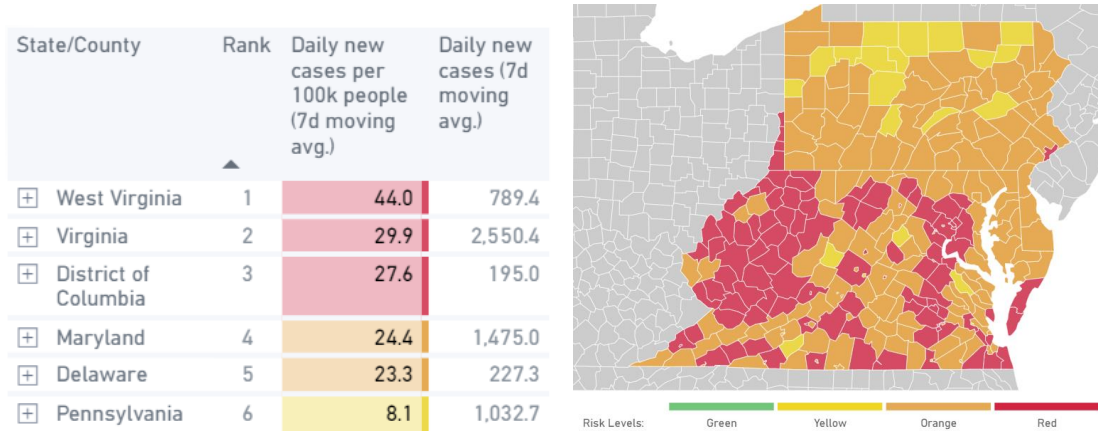 State/County Rank Daily new Daily new
cases per cases (7d
100k people moving
(7d moving avg.)
avg.)
West Virginia 1 44.0 789.4
Virginia 2 29.9 2,550.4
District of 3 27.6 195.0
Columbia
Maryland 4 24.4 1,475.0
Delaware 5 23.3 227.3
Pennsylvania 6 8.1 1,032.7
Risk Levels: Green Yellow Orange Red